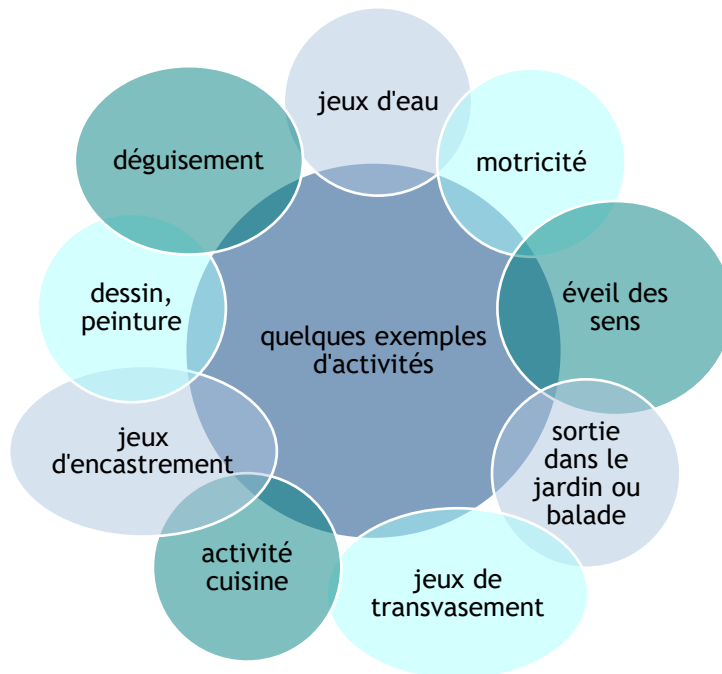 jeux d'eau
motricité
éveil des
sens
sortie
dans le
jardin ou
balade
jeux de
transvasement
activité
cuisine
jeux
d'encastrement
dessin,
peinture
déguisement
quelques exemples
d'activités